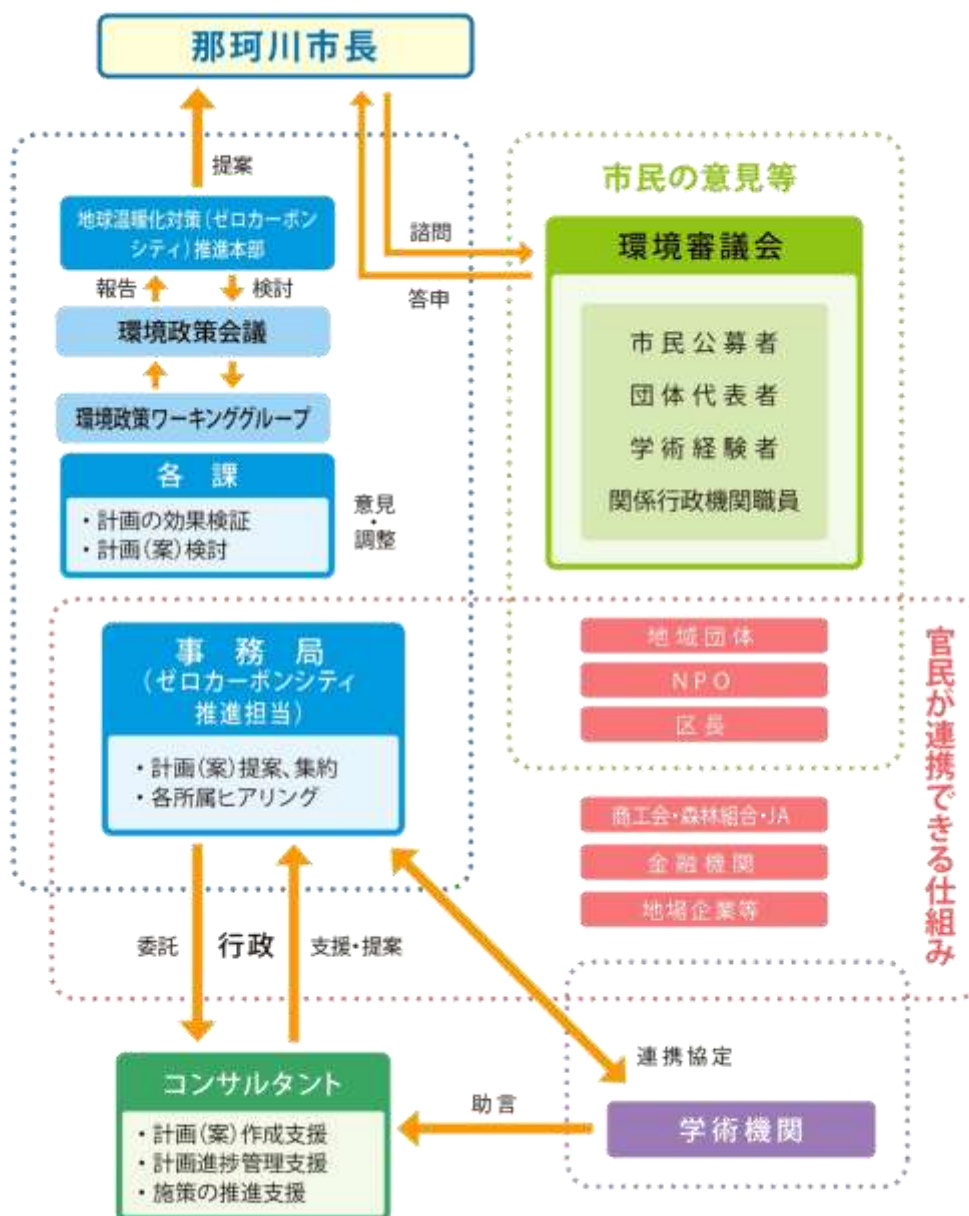 那珂川市長
提案
地球温暖化対策(ゼロカーボン
シティ)推進本部
報告
検討
環境政策会議
環境政策ワーキンググループ
各課
・計画の効果検証
・計画(案)検討
意見
・
調整
諮問
答申
市民の意見等
環境審議会
市民公募者
団体代表者
学術経験者
関係行政機関職員
事務局
(ゼロカーボンシティ
推進担当)
・計画(案)提案、集約
・各所属ヒアリング
地域団体
NPO
区長
商工会・森林組合・JA
金融機関
地場企業等
官民が連携できる仕組み
委託
行政
支援・提案
連携協定
コンサルタント
・計画(案)作成支援
・計画進捗管理支援
・施策の推進支援
助言
学術機関